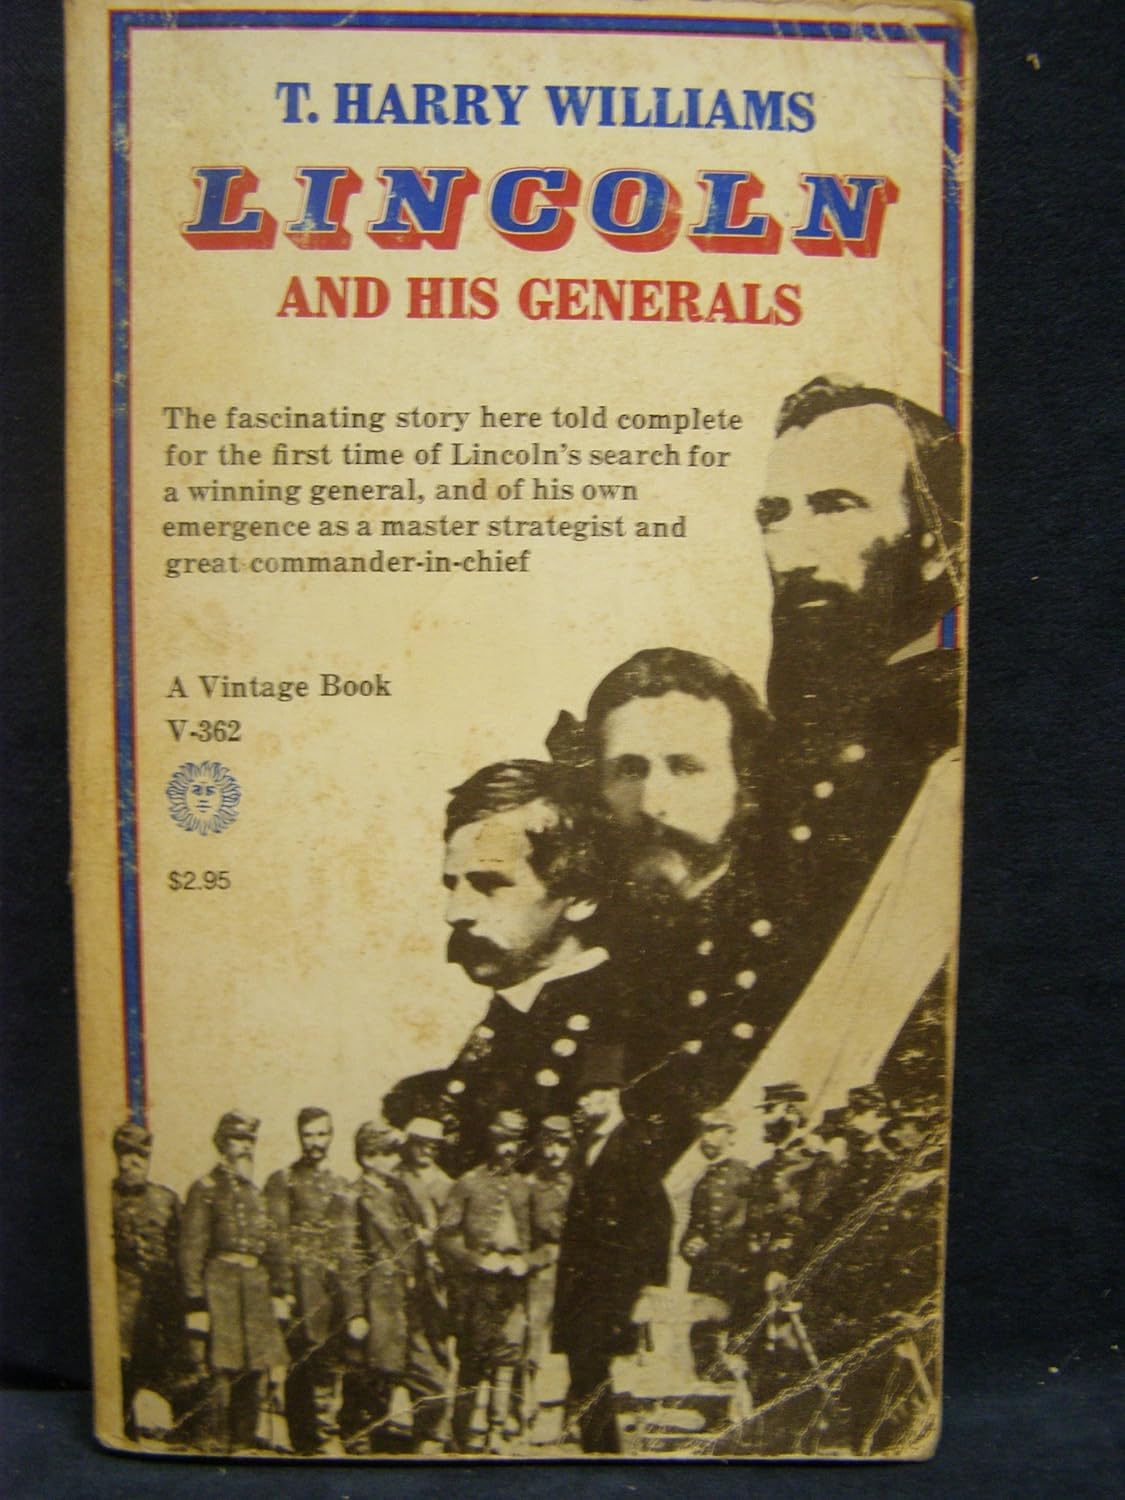 T. HARRY WILLIAMS
LINCOLN
AND HIS GENERALS
The fascinating story here told complete
for the first time of Lincoln's search for
a winning general, and of his own
emergence as a master strategist and
great commander-in-chief
A Vintage Book
V-362
$2.95